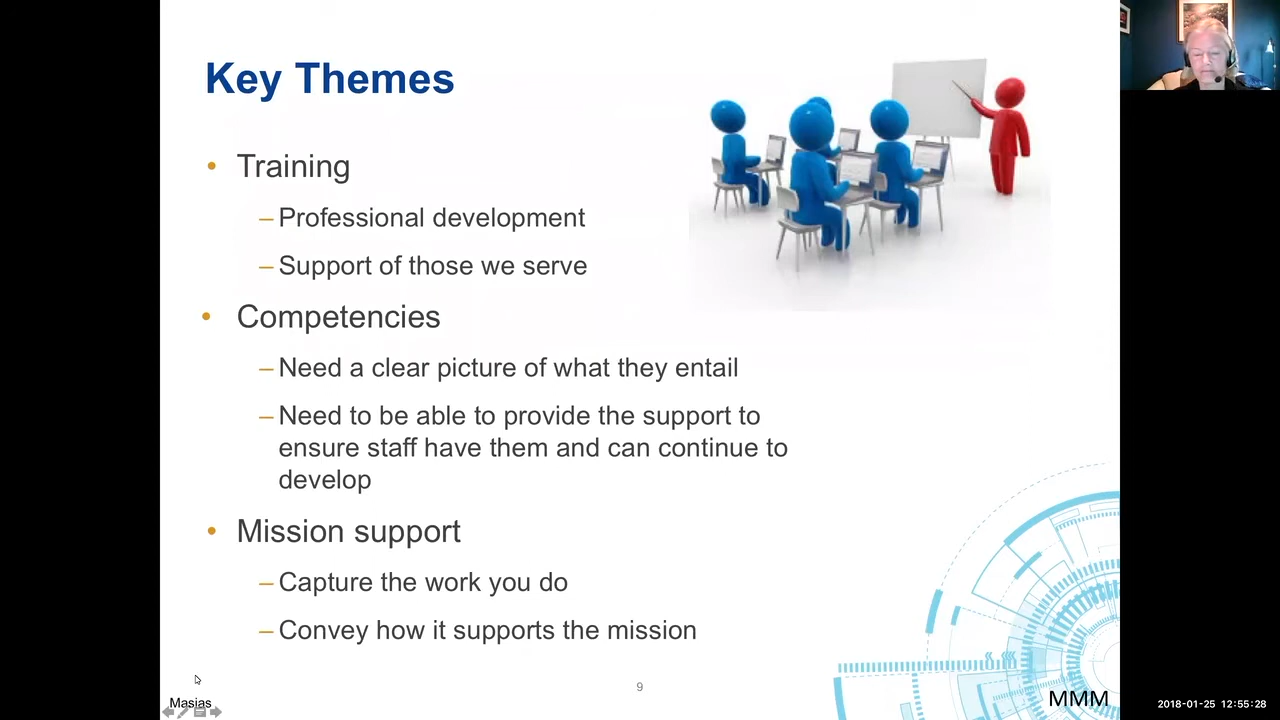 Key Themes
• Training
– Professional development
– Support of those we serve
• Competencies
– Need a clear picture of what they entail
– Need to be able to provide the support to
ensure staff have them and can continue to
develop
• Mission support
– Capture the work you do
– Convey how it supports the mission
9
Masias
MMM
2018-01-25 12:55:28